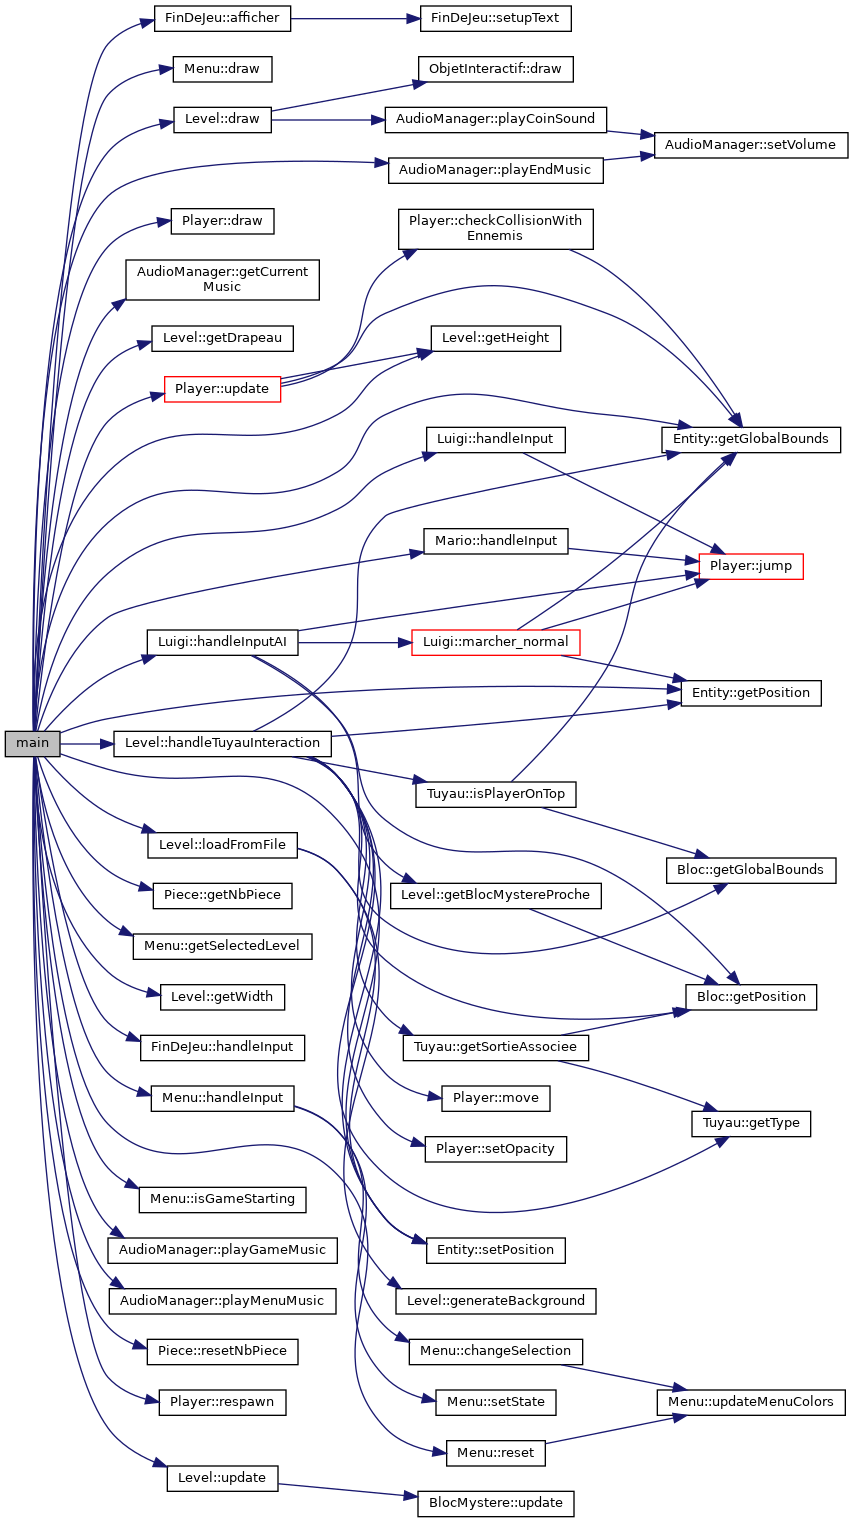 FinDeJeu::afficher
FinDeJeu::setupText
Menu::draw
ObjetInteractif::draw
Level::draw
AudioManager::playCoinSound
AudioManager::setVolume
AudioManager::playEndMusic
Player::draw
Player::checkCollisionWith
Ennemis
AudioManager::getCurrent
Music
Level::getDrapeau
Level::getHeight
Player::update
Luigi::handleInput
Entity::getGlobalBounds
Mario::handleInput
Player::jump
Luigi::handleInputAI
Luigi::marcher_normal
Entity::getPosition
main
Level::handleTuyauInteraction
Tuyau::isPlayerOnTop
Level::loadFromFile
Bloc::getGlobalBounds
Piece::getNbPiece
Level::getBlocMystereProche
Menu::getSelectedLevel
Level::getWidth
Bloc::getPosition
FinDeJeu::handleInput
Tuyau::getSortieAssociee
Menu::handleInput
Player::move
Tuyau::getType
Player::setOpacity
Menu::isGameStarting
AudioManager::playGameMusic
Entity::setPosition
AudioManager::playMenuMusic
Level::generateBackground
Piece::resetNbPiece
Menu::changeSelection
Player::respawn
Menu::setState
Menu::updateMenuColors
Menu::reset
Level::update
BlocMystere::update